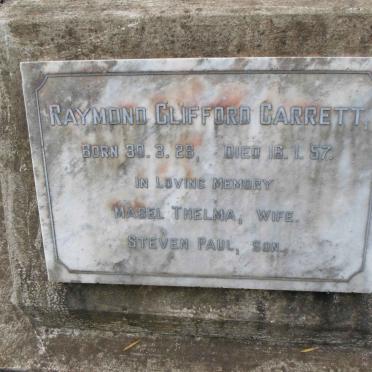 RAYMOND CLIFFORD GARRETT,
BORN 30. 3. 28, DIED 16. 1. 57.
IN LOVING MEMORY
MABEL THELMA, WIFE.
STEVEN PAUL, SON.